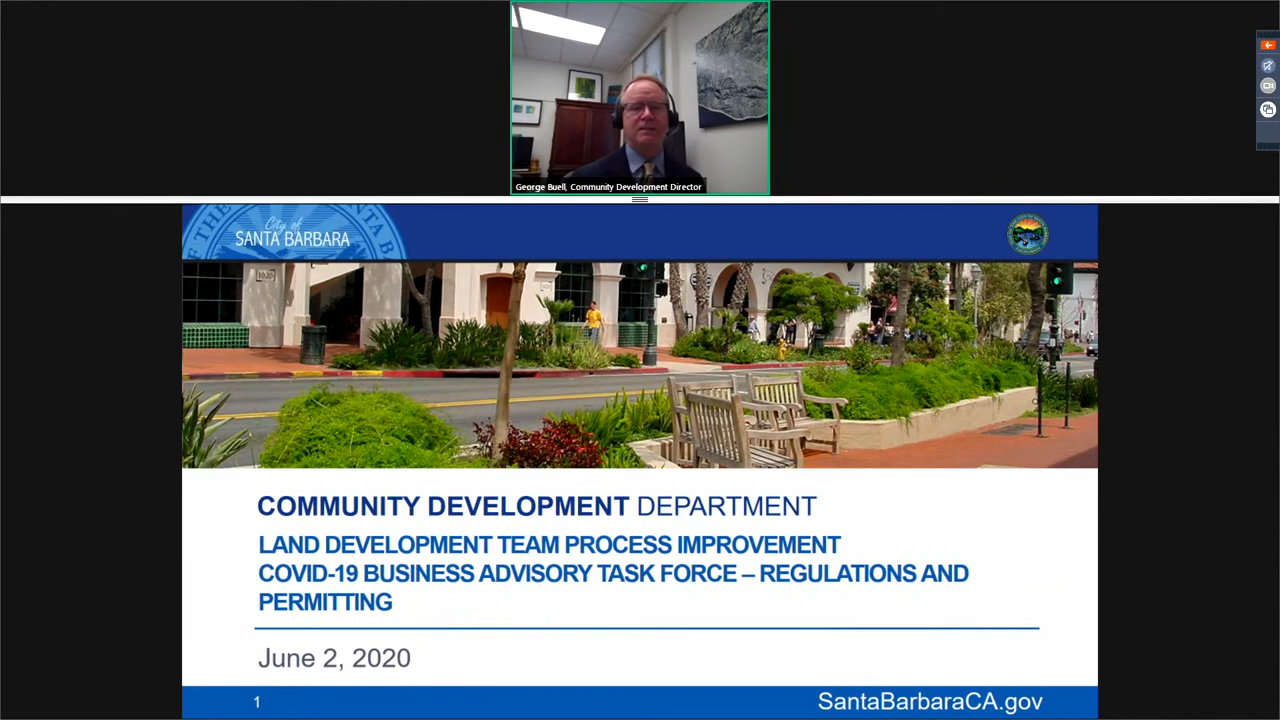 George Buell, Community Development Director
City of
SANTA BARBARA
COMMUNITY DEVELOPMENT DEPARTMENT
LAND DEVELOPMENT TEAM PROCESS IMPROVEMENT
COVID-19 BUSINESS ADVISORY TASK FORCE – REGULATIONS AND
PERMITTING
June 2, 2020
1
SantaBarbaraCA.gov